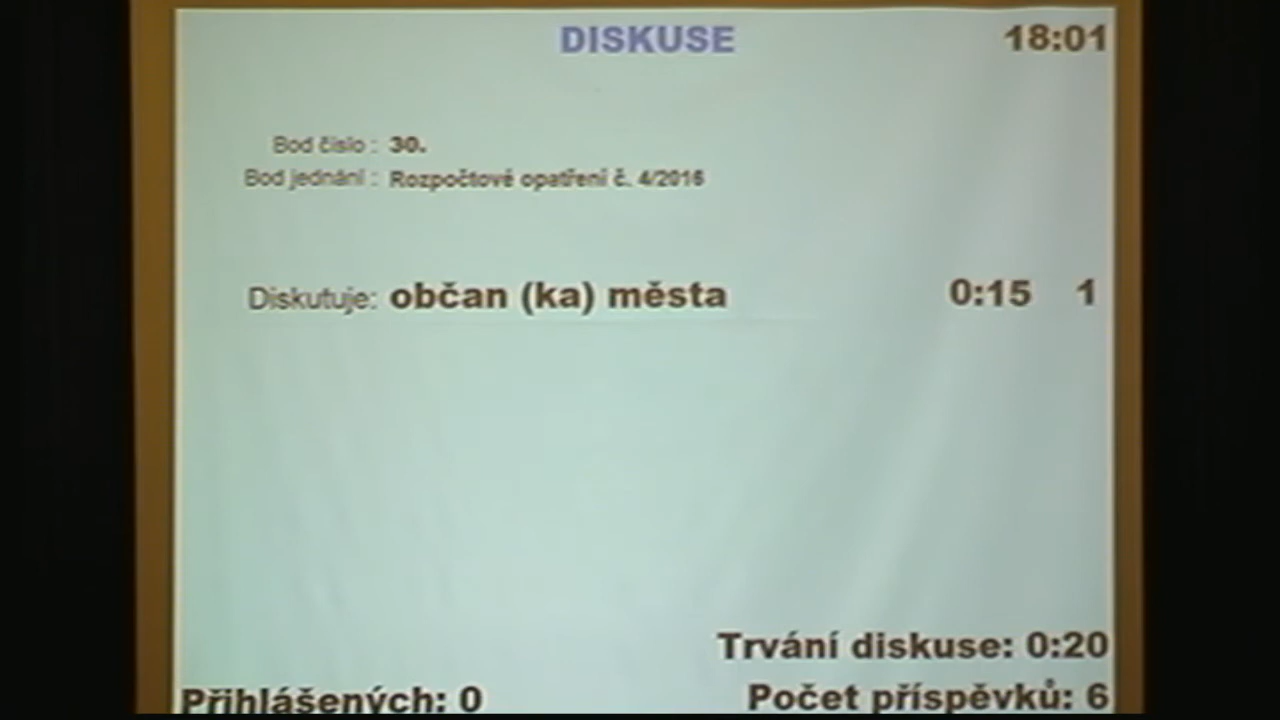 DISKUSE 18:01
Bod číslo : 30.
Bod jednání : Rozpočtové opatření č. 4/2016
Diskutuje: občan (ka) města 0:15 1
Trvání diskuse: 0:20
Přihlášených: 0 Počet příspěvků: 6